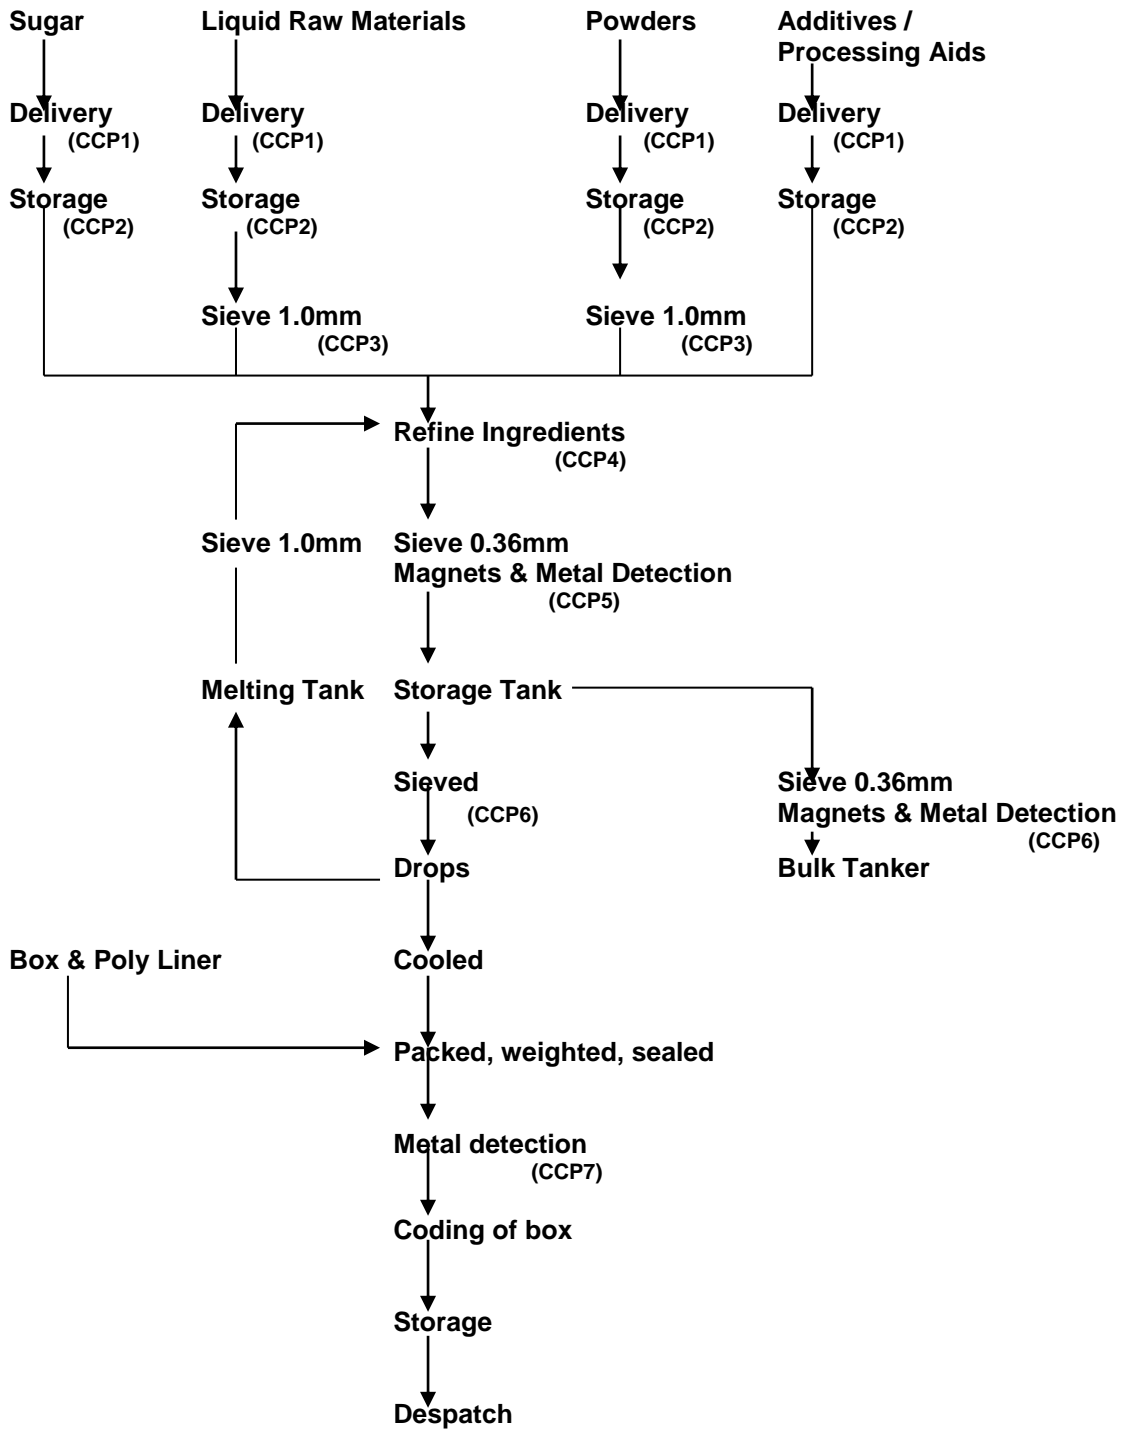 Sugar
Liquid Raw Materials
Powders
Additives /
Processing Aids
Delivery
(CCP1)
Delivery
(CCP1)
Delivery
(CCP1)
Delivery
(CCP1)
Storage
(CCP2)
Storage
(CCP2)
Storage
(CCP2)
Storage
(CCP2)
Sieve 1.0mm
(CCP3)
Sieve 1.0mm
(CCP3)
Refine Ingredients
(CCP4)
Sieve 1.0mm
Sieve 0.36mm
Magnets & Metal Detection
(CCP5)
Melting Tank
Storage Tank
Sieved
(CCP6)
Sieve 0.36mm
Magnets & Metal Detection
(CCP6)
Drops
Bulk Tanker
Box & Poly Liner
Cooled
Packed, weighted, sealed
Metal detection
(CCP7)
Coding of box
Storage
Despatch